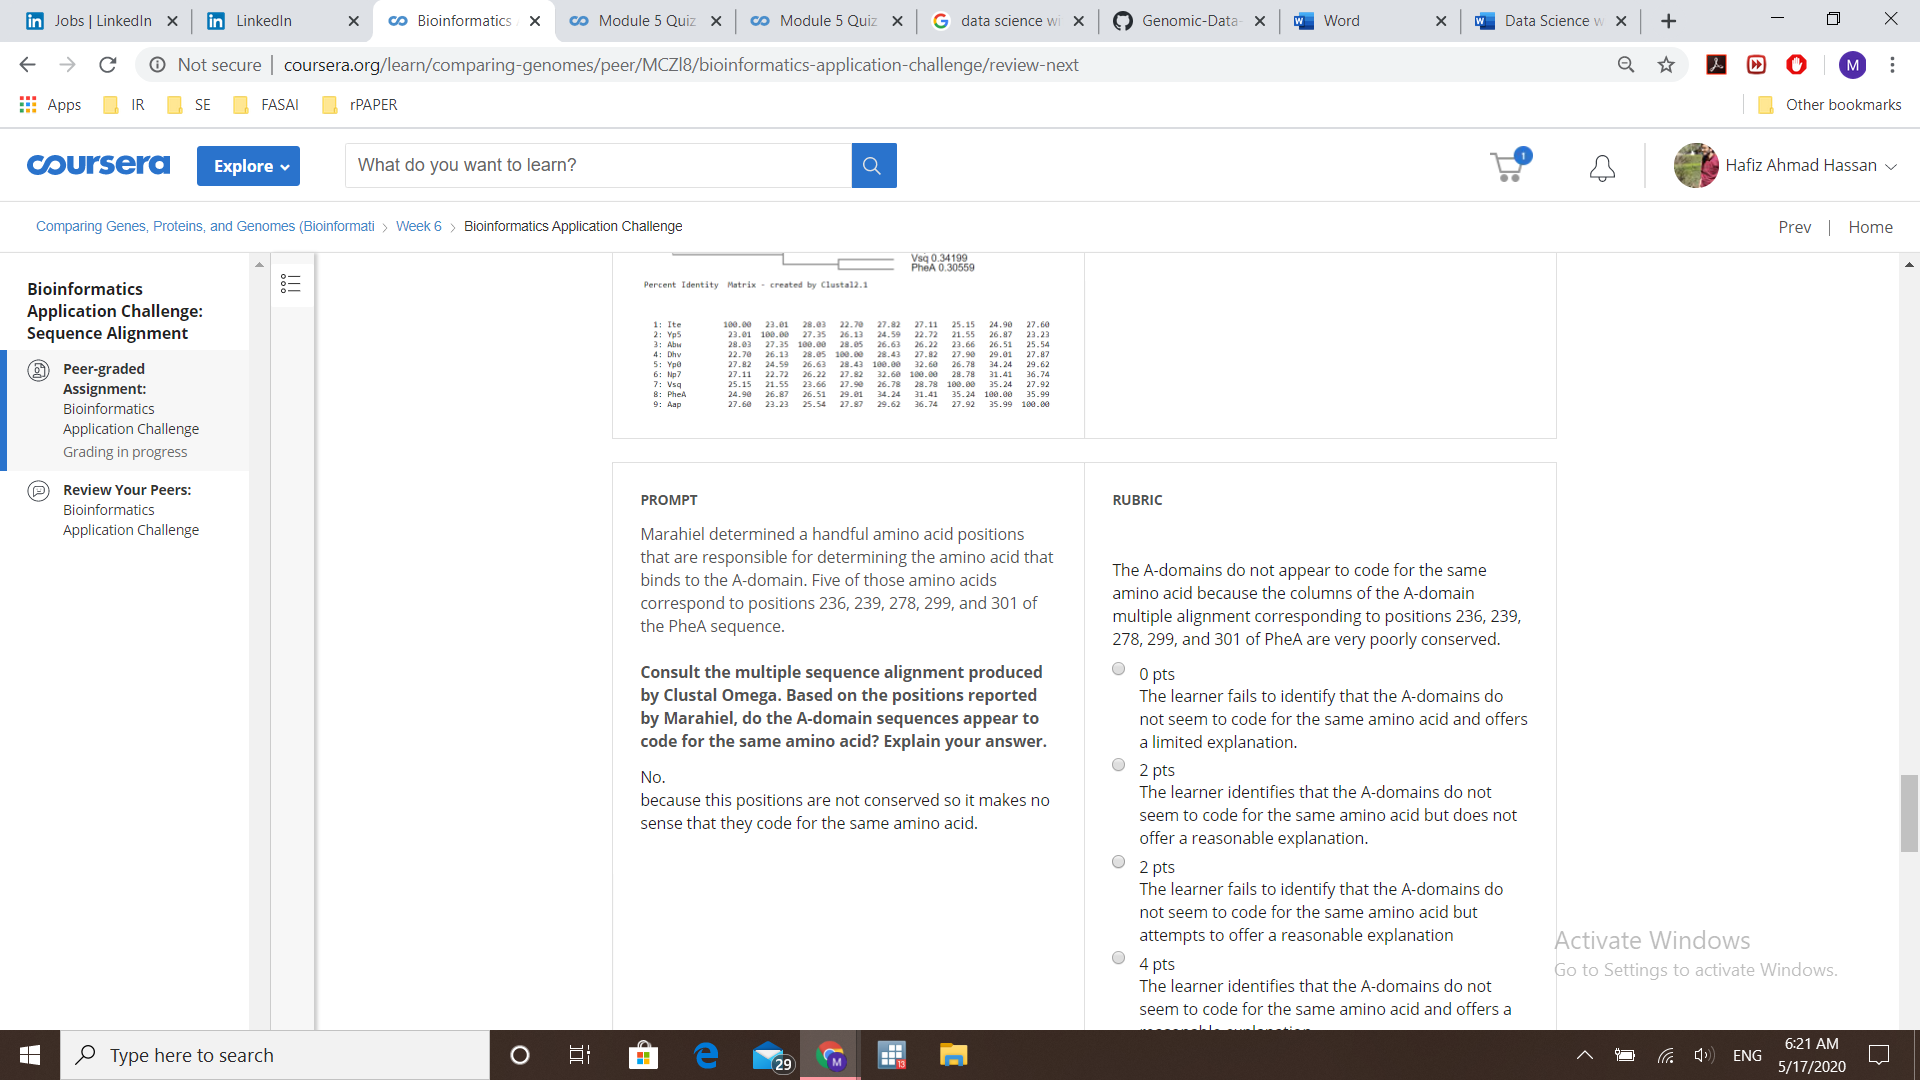 Jobs | LinkedIn
LinkedIn
Bioinformatics A
Module 5 Quiz
Module 5 Quiz
data science wi
Genomic-Data-
Word
Data Science w
Not secure | coursera.org/learn/comparing-genomes/peer/MCZl8/bioinformatics-application-challenge/review-next
M
Apps
IR
SE
FASAI
rPAPER
Other bookmarks
coursera
Explore
What do you want to learn?
1
Hafiz Ahmad Hassan
Comparing Genes, Proteins, and Genomes (Bioinformati > Week 6 > Bioinformatics Application Challenge
Prev | Home
Bioinformatics
Application Challenge:
Sequence Alignment
Peer-graded
Assignment:
Bioinformatics
Application Challenge
Grading in progress
Review Your Peers:
Bioinformatics
Application Challenge
Vsq 0.34199
PheA 0.30559
Percent Identity Matrix - created by Clustal2.1
1: Ite 100.00 23.01 28.03 22.70 27.82 27.11 25.15 24.90 27.60
2: Yp5 23.01 100.00 27.35 26.13 24.59 22.72 21.55 26.87 23.23
3: Abw 28.03 27.35 100.00 28.05 26.63 26.22 23.66 26.51 25.54
4: Dhv 22.70 26.13 28.05 100.00 28.43 27.82 27.90 29.01 27.87
5: Yp0 27.82 24.59 26.63 28.43 100.00 32.60 26.78 34.24 29.62
6: Np7 27.11 22.72 26.22 27.82 32.60 100.00 28.78 31.41 36.74
7: Vsq 25.15 21.55 23.66 27.90 26.78 28.78 100.00 35.24 27.92
8: PheA 24.90 26.87 26.51 29.01 34.24 31.41 35.24 100.00 35.99
9: Aap 27.60 23.23 25.54 27.87 29.62 36.74 27.92 35.99 100.00
PROMPT
Marahiel determined a handful amino acid positions
that are responsible for determining the amino acid that
binds to the A-domain. Five of those amino acids
correspond to positions 236, 239, 278, 299, and 301 of
the PheA sequence.
Consult the multiple sequence alignment produced
by Clustal Omega. Based on the positions reported
by Marahiel, do the A-domain sequences appear to
code for the same amino acid? Explain your answer.
No.
because this positions are not conserved so it makes no
sense that they code for the same amino acid.
RUBRIC
The A-domains do not appear to code for the same
amino acid because the columns of the A-domain
multiple alignment corresponding to positions 236, 239,
278, 299, and 301 of PheA are very poorly conserved.
0 pts
The learner fails to identify that the A-domains do
not seem to code for the same amino acid and offers
a limited explanation.
2 pts
The learner identifies that the A-domains do not
seem to code for the same amino acid but does not
offer a reasonable explanation.
2 pts
The learner fails to identify that the A-domains do
not seem to code for the same amino acid but
attempts to offer a reasonable explanation
4 pts
The learner identifies that the A-domains do not
seem to code for the same amino acid and offers a
Activate Windows
Go to Settings to activate Windows.
Type here to search
29
M
13
ENG
6:21 AM
5/17/2020